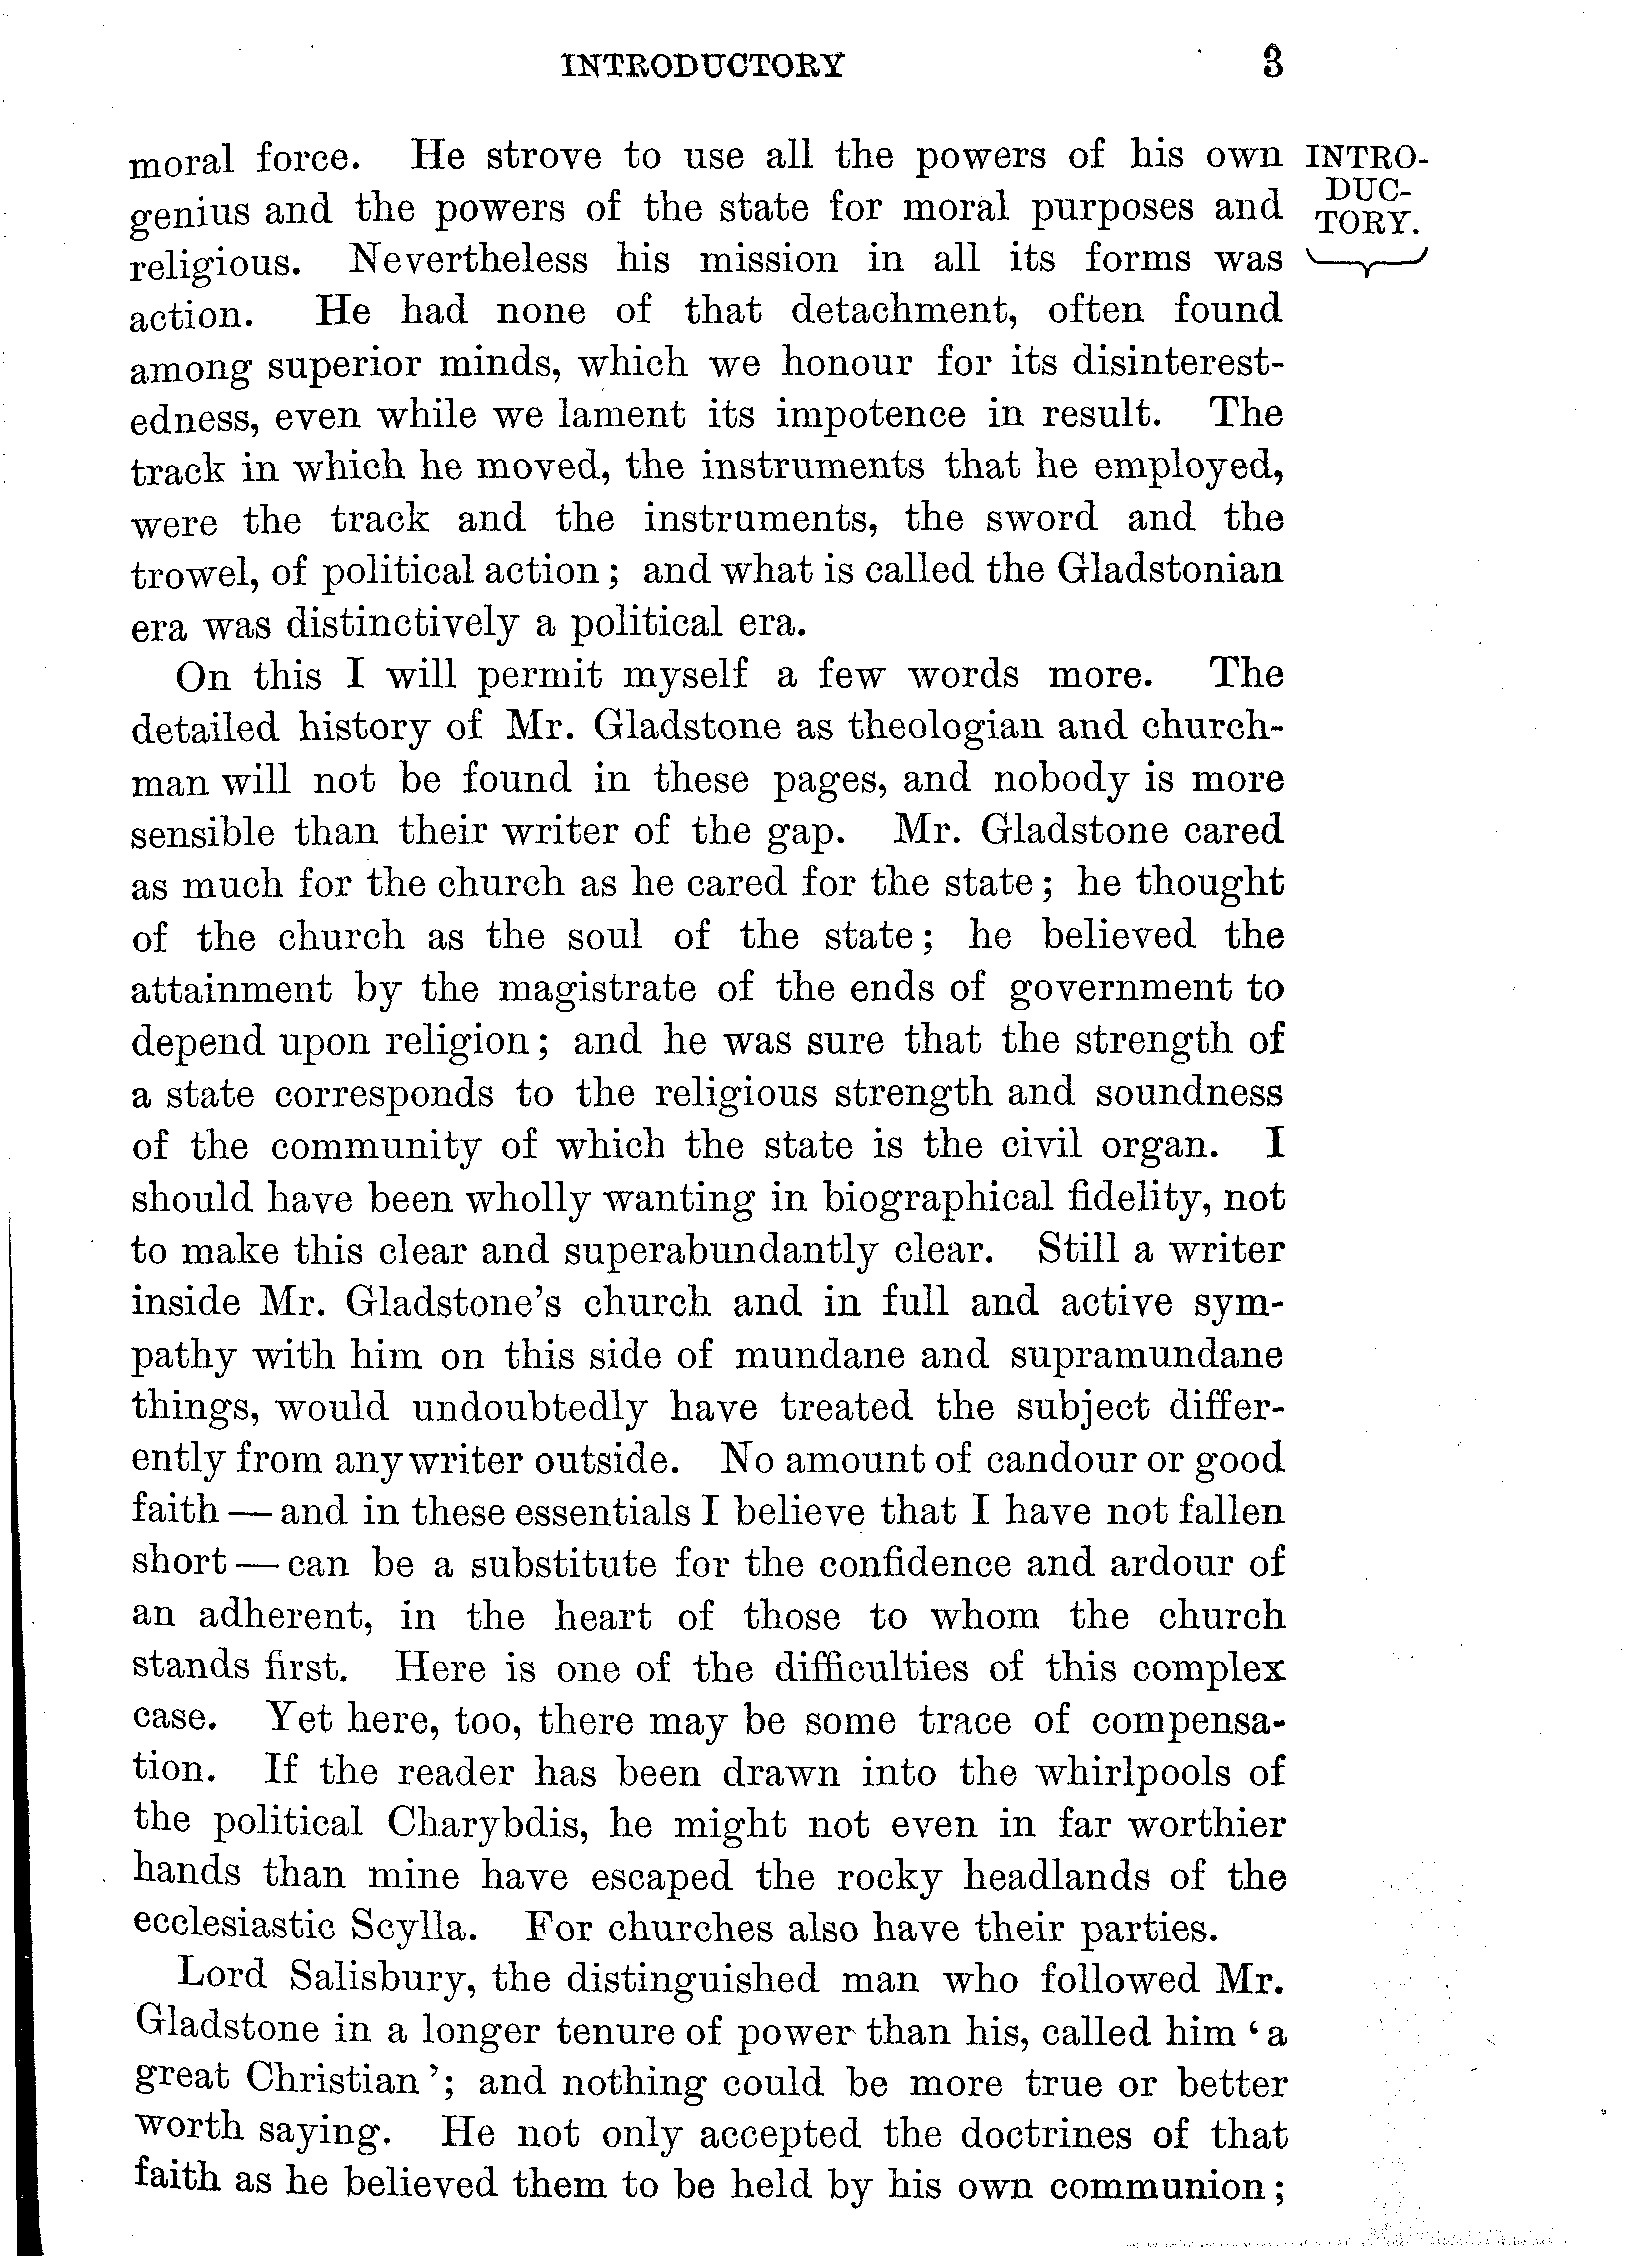 INTRODUCTORY 3
moral force. He strove to use all the powers of his own
genius and the powers of the state for moral purposes and
religious. Nevertheless his mission in all its forms was
action. He had none of that detachment, often found
among superior minds, which we honour for its disinterest-
edness, even while we lament its impotence in result. The
track in which he moved, the instruments that he employed,
were the track and the instruments, the sword and the
trowel, of political action; and what is called the Gladstonian
era was distinctively a political era.
On this I will permit myself a few words more. The
detailed history of Mr. Gladstone as theologian and church-
man will not be found in these pages, and nobody is more
sensible than their writer of the gap. Mr. Gladstone cared
as much for the church as he cared for the state; he thought
of the church as the soul of the state; he believed the
attainment by the magistrate of the ends of government to
depend upon religion; and he was sure that the strength of
a state corresponds to the religious strength and soundness
of the community of which the state is the civil organ. I
should have been wholly wanting in biographical fidelity, not
to make this clear and superabundantly clear. Still a writer
inside Mr. Gladstone's church and in full and active sym-
pathy with him on this side of mundane and supramundane
things, would undoubtedly have treated the subject differ-
ently from any writer outside. No amount of candour or good
faith — and in these essentials I believe that I have not fallen
short — can be a substitute for the confidence and ardour of
an adherent, in the heart of those to whom the church
stands first. Here is one of the difficulties of this complex
case. Yet here, too, there may be some trace of compensa-
tion. If the reader has been drawn into the whirlpools of
the political Charybdis, he might not even in far worthier
hands than mine have escaped the rocky headlands of the
ecclesiastic Scylla. For churches also have their parties.
Lord Salisbury, the distinguished man who followed Mr.
Gladstone in a longer tenure of power than his, called him ‘a
great Christian’; and nothing could be more true or better
worth saying. He not only accepted the doctrines of that
faith as he believed them to be held by his own communion;
INTRO-
DUC-
TORY.